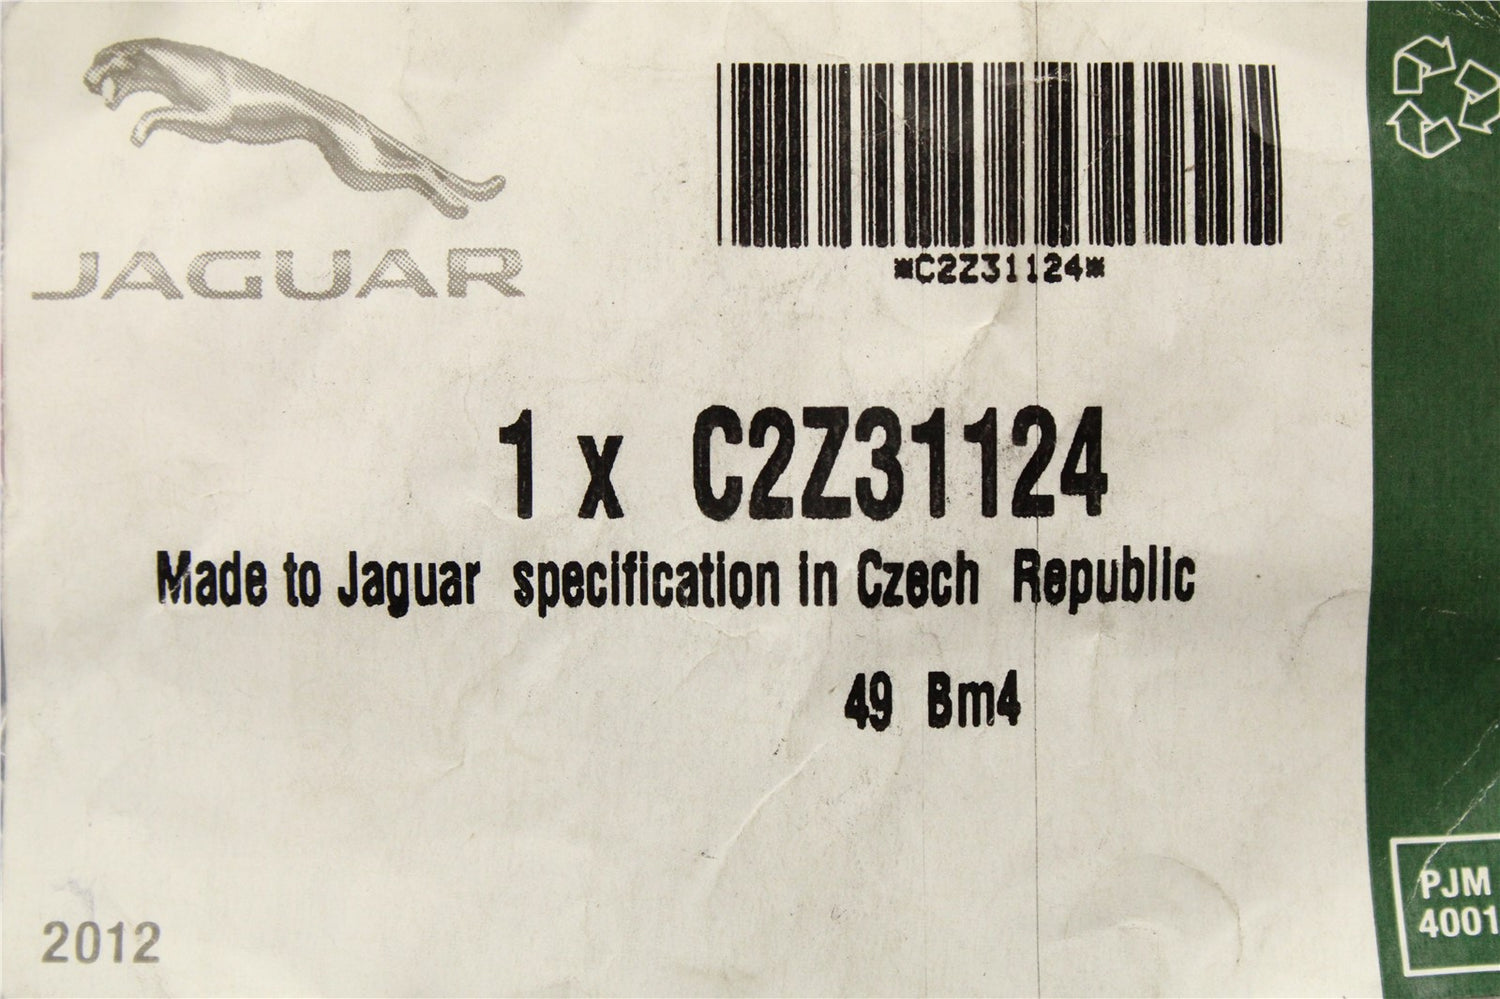 JAGUAR
*C2Z31124*
1 x C2Z31124
Made to Jaguar specification in Czech Republic
49 Bm4
2012
PJM
4001